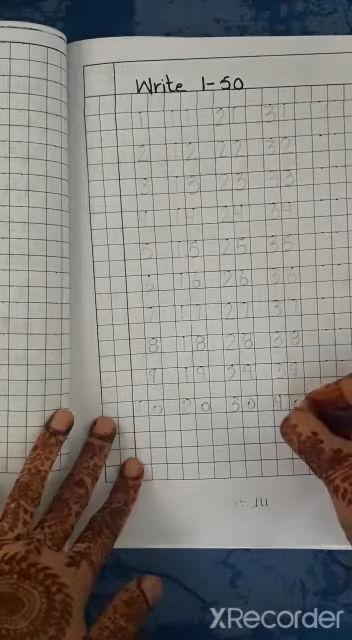 Write 1-50
1 11 21 31
2 12 22 32
3 13 23 33
4 14 24 34
5 15 25 35
6 16 26 36
7 17 27 37
8 18 28 38
9 19 29 39
10 20 30
XRecorder